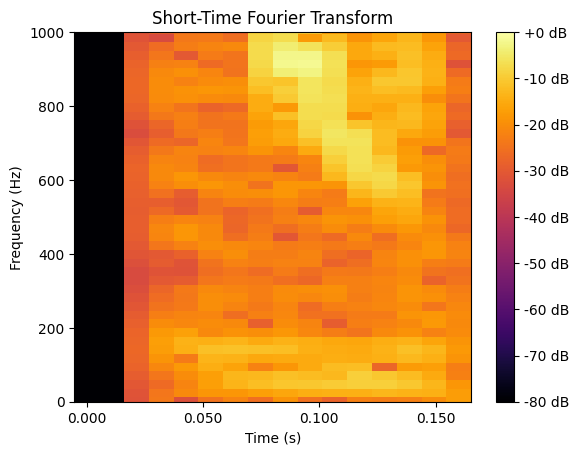 Short-Time Fourier Transform
Frequency (Hz)
1000
800
600
400
200
0
0.000
0.050
0.100
0.150
Time (s)
+0 dB
-10 dB
-20 dB
-30 dB
-40 dB
-50 dB
-60 dB
-70 dB
-80 dB